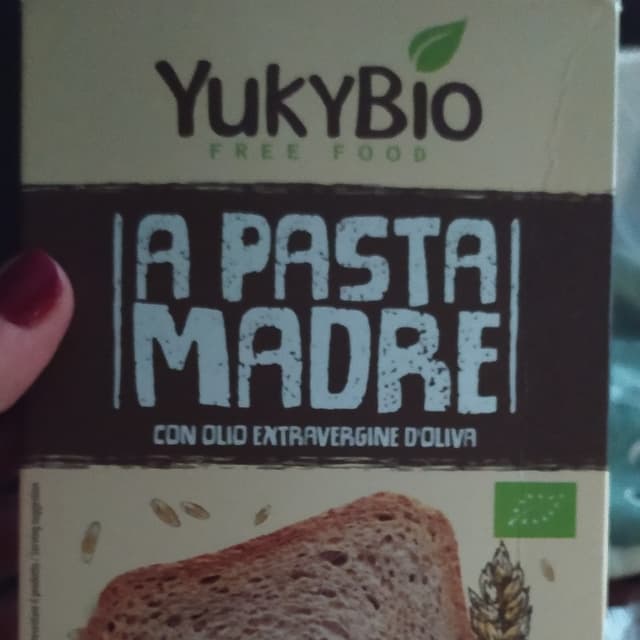 YUKYBIO
FREE FOOD
A PASTA
MADRE
CON OLIO EXTRAVERGINE D'OLIVA